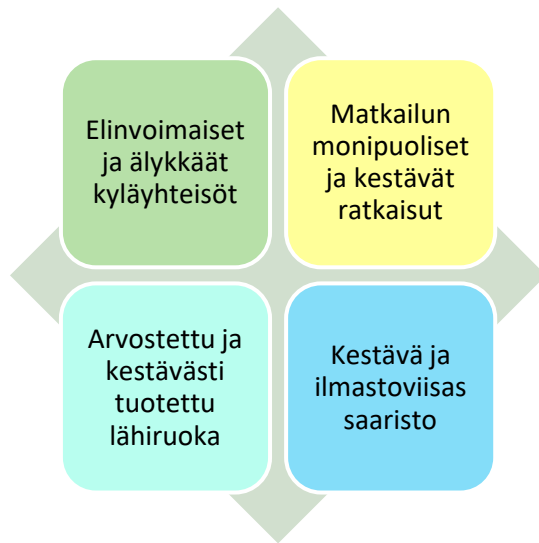 Elinvoimaiset
ja älykkäät
kyläyhteisöt
Matkailun
monipuoliset
ja kestävät
ratkaisut
Arvostettu ja
kestävästi
tuotettu
lähiruoka
Kestävä ja
ilmastoviisas
saaristo